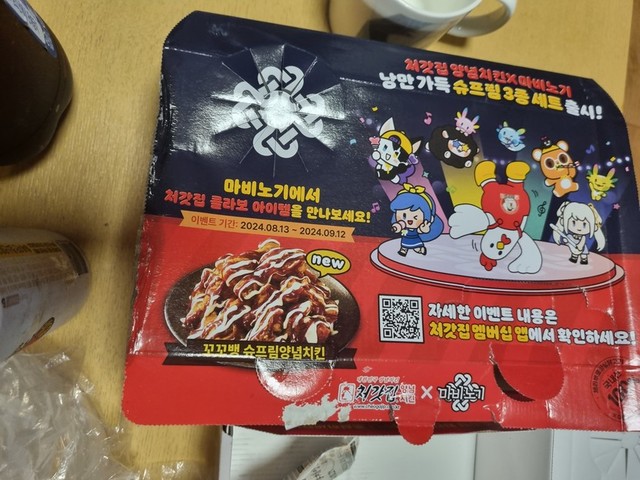 처갓집 양념치킨X마비노기
낭만 가득 슈프림 3종 세트 출시!
마비노기에서
처갓집 콜라보 아이템을 만나보세요!
이벤트 기간: 2024.08.13 ~ 2024.09.12
new
꼬꼬뱅 슈프림양념치킨
자세한 이벤트 내용은
처갓집 멤버십 앱에서 확인하세요!
처갓집 양념치킨 X 마비노기